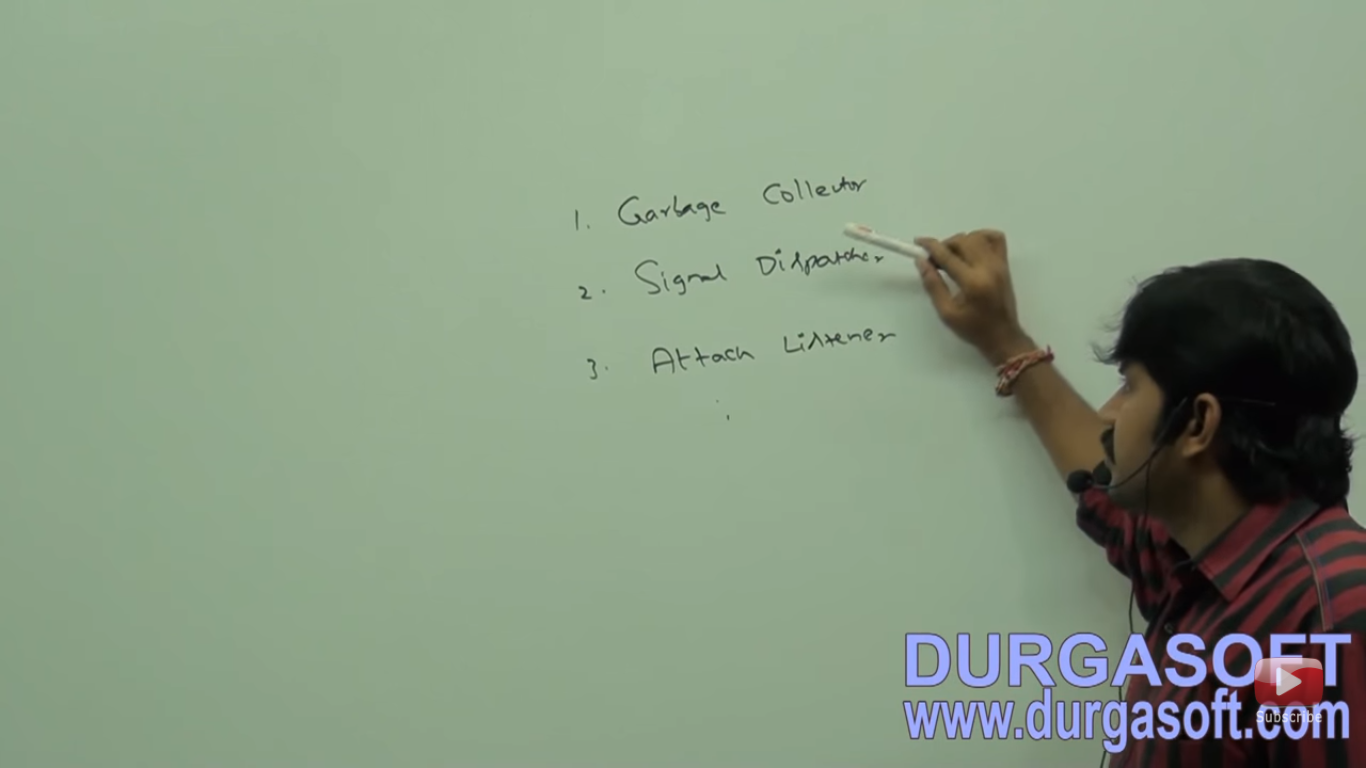 1. Garbage Collector
2. Signal Dispatcher
3. Attach Listener
DURGASOFT
www.durgasoft.com
Subscribe